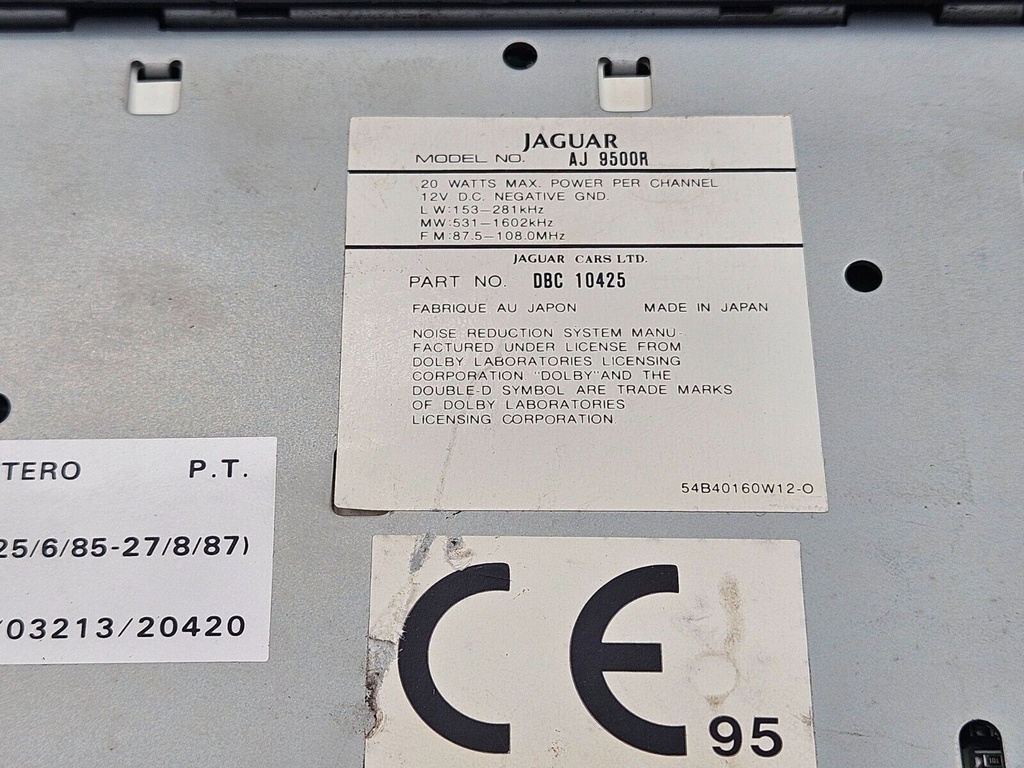 JAGUAR
MODEL NO. AJ 9500R
20 WATTS MAX. POWER PER CHANNEL
12V D.C. NEGATIVE GND.
LW:153–281kHz
MW:531–1602kHz
FM:87.5–108.0MHz
JAGUAR CARS LTD.
PART NO. DBC 10425
FABRIQUE AU JAPON MADE IN JAPAN
NOISE REDUCTION SYSTEM MANU-
FACTURED UNDER LICENSE FROM
DOLBY LABORATORIES LICENSING
CORPORATION "DOLBY"AND THE
DOUBLE-D SYMBOL ARE TRADE MARKS
OF DOLBY LABORATORIES
LICENSING CORPORATION
54B40160W12-O
TERO P.T.
25/6/85-27/8/87)
/03213/20420
CE 95